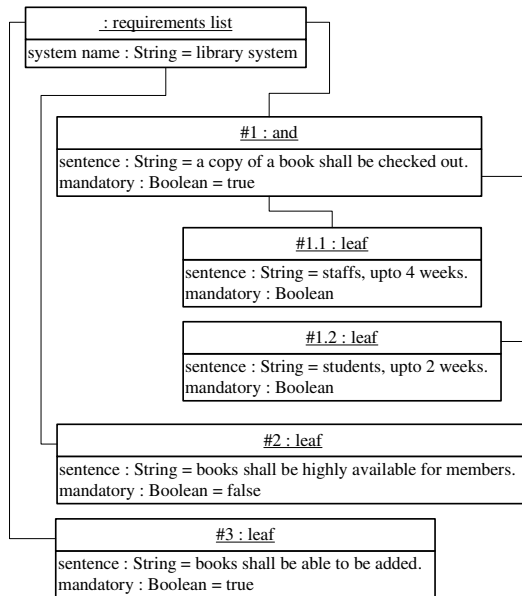 : requirements list
system name : String = library system
#1 : and
sentence : String = a copy of a book shall be checked out.
mandatory : Boolean = true
#1.1 : leaf
sentence : String = staffs, upto 4 weeks.
mandatory : Boolean
#1.2 : leaf
sentence : String = students, upto 2 weeks.
mandatory : Boolean
#2 : leaf
sentence : String = books shall be highly available for members.
mandatory : Boolean = false
#3 : leaf
sentence : String = books shall be able to be added.
mandatory : Boolean = true